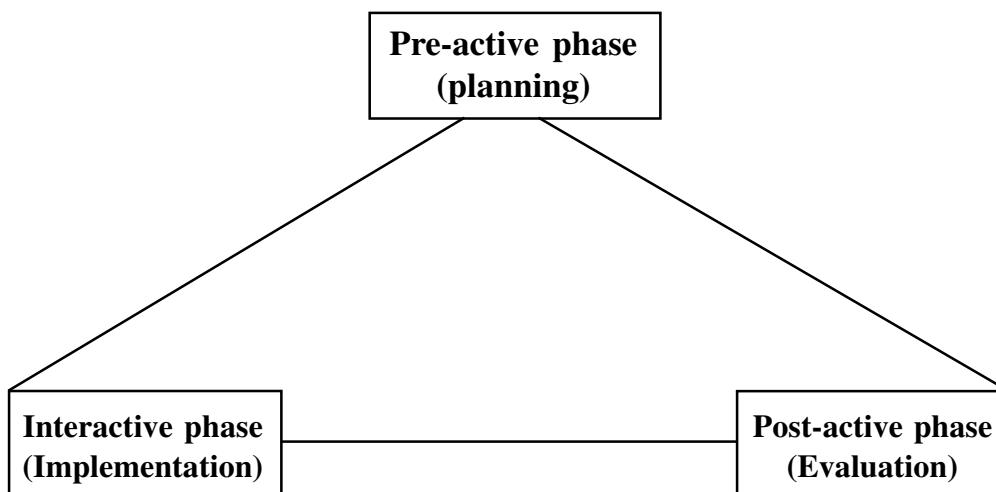 Pre-active phase
(planning)
Interactive phase
(Implementation)
Post-active phase
(Evaluation)